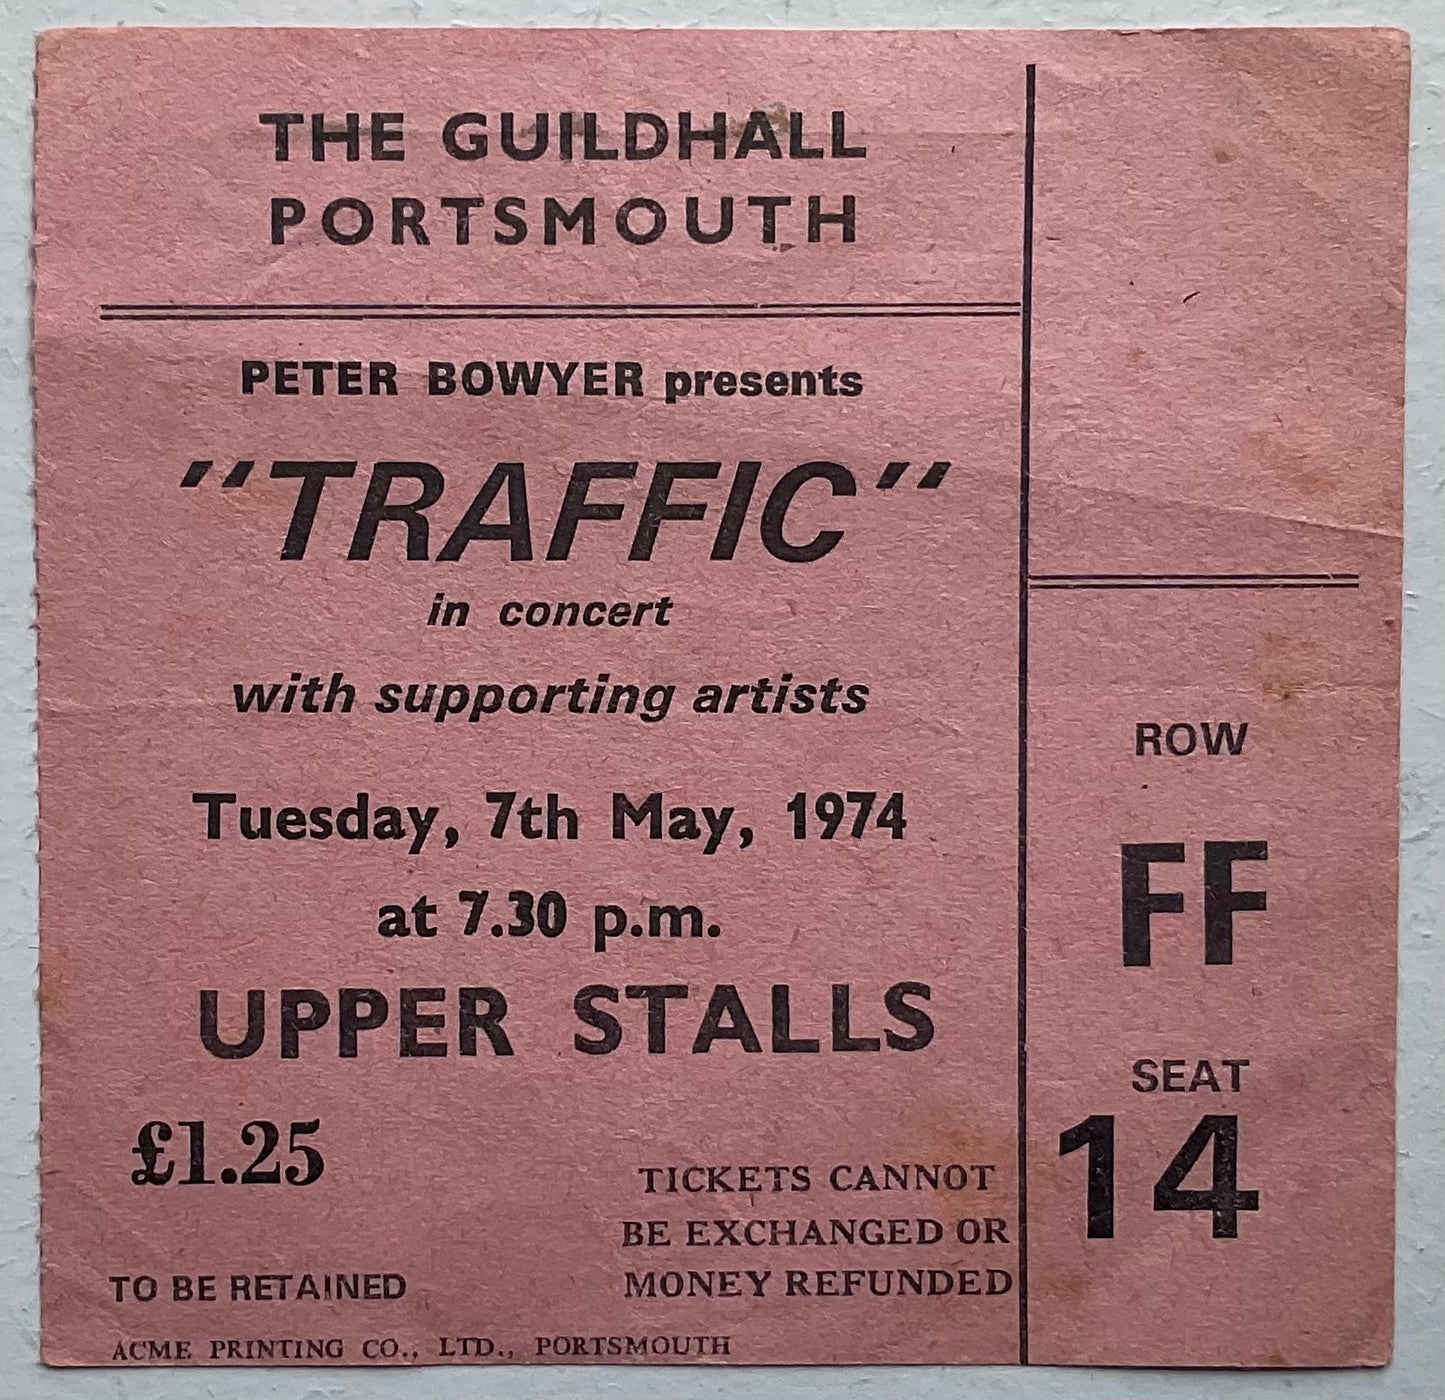 THE GUILDHALL
PORTSMOUTH
PETER BOWYER presents
"TRAFFIC"
in concert
with supporting artists
Tuesday, 7th May, 1974
at 7.30 p.m.
UPPER STALLS
£1.25
TICKETS CANNOT
BE EXCHANGED OR
MONEY REFUNDED
TO BE RETAINED
ACME PRINTING CO., LTD., PORTSMOUTH
ROW
FF
SEAT
14